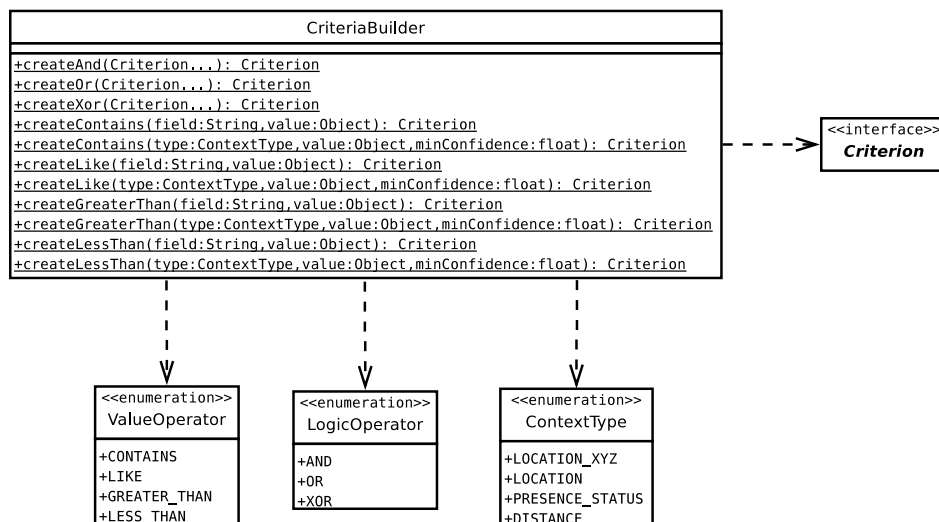 CriteriaBuilder
+createAnd(Criterion...): Criterion
+createOr(Criterion...): Criterion
+createXor(Criterion...): Criterion
+createContains(field:String,value:Object): Criterion
+createContains(type:ContextType,value:Object,minConfidence:float): Criterion
+createLike(field:String,value:Object): Criterion
+createLike(type:ContextType,value:Object,minConfidence:float): Criterion
+createGreaterThan(field:String,value:Object): Criterion
+createGreaterThan(type:ContextType,value:Object,minConfidence:float): Criterion
+createLessThan(field:String,value:Object): Criterion
+createLessThan(type:ContextType,value:Object,minConfidence:float): Criterion
<<interface>>
Criterion
<<enumeration>>
ValueOperator
+CONTAINS
+LIKE
+GREATER_THAN
+LESS_THAN
<<enumeration>>
LogicOperator
+AND
+OR
+XOR
<<enumeration>>
ContextType
+LOCATION_XYZ
+LOCATION
+PRESENCE_STATUS
+DISTANCE